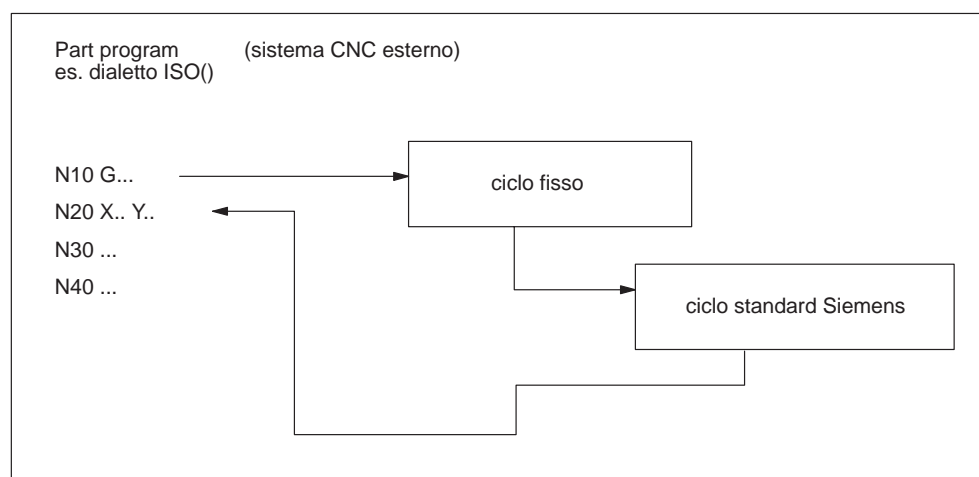 Part program (sistema CNC esterno)
es. dialetto ISO()
N10 G...
ciclo fisso
N20 X.. Y..
N30 ...
N40 ...
ciclo standard Siemens